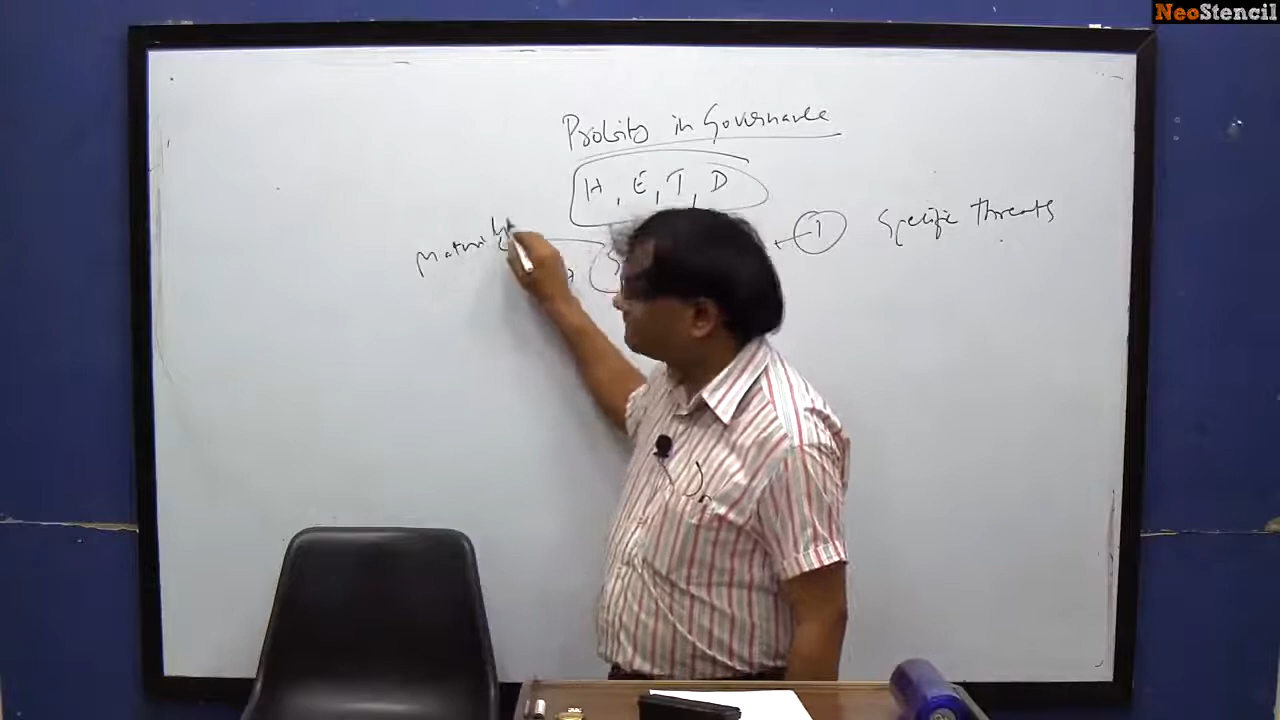 NeoStencil
Probity in Governance
H, E, T, D
1 Specific Threats